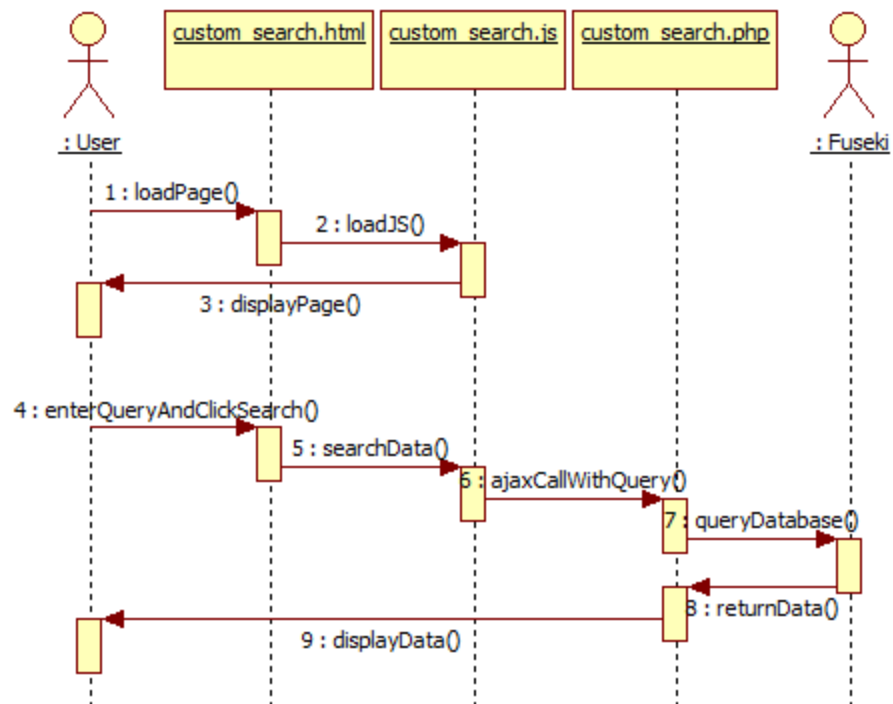 custom_search.html
custom_search.js
custom_search.php
: User
: Fuseki
1 : loadPage()
2 : loadJS()
3 : displayPage()
4 : enterQueryAndClickSearch()
5 : searchData()
6 : ajaxCallWithQuery()
7 : queryDatabase()
8 : returnData()
9 : displayData()